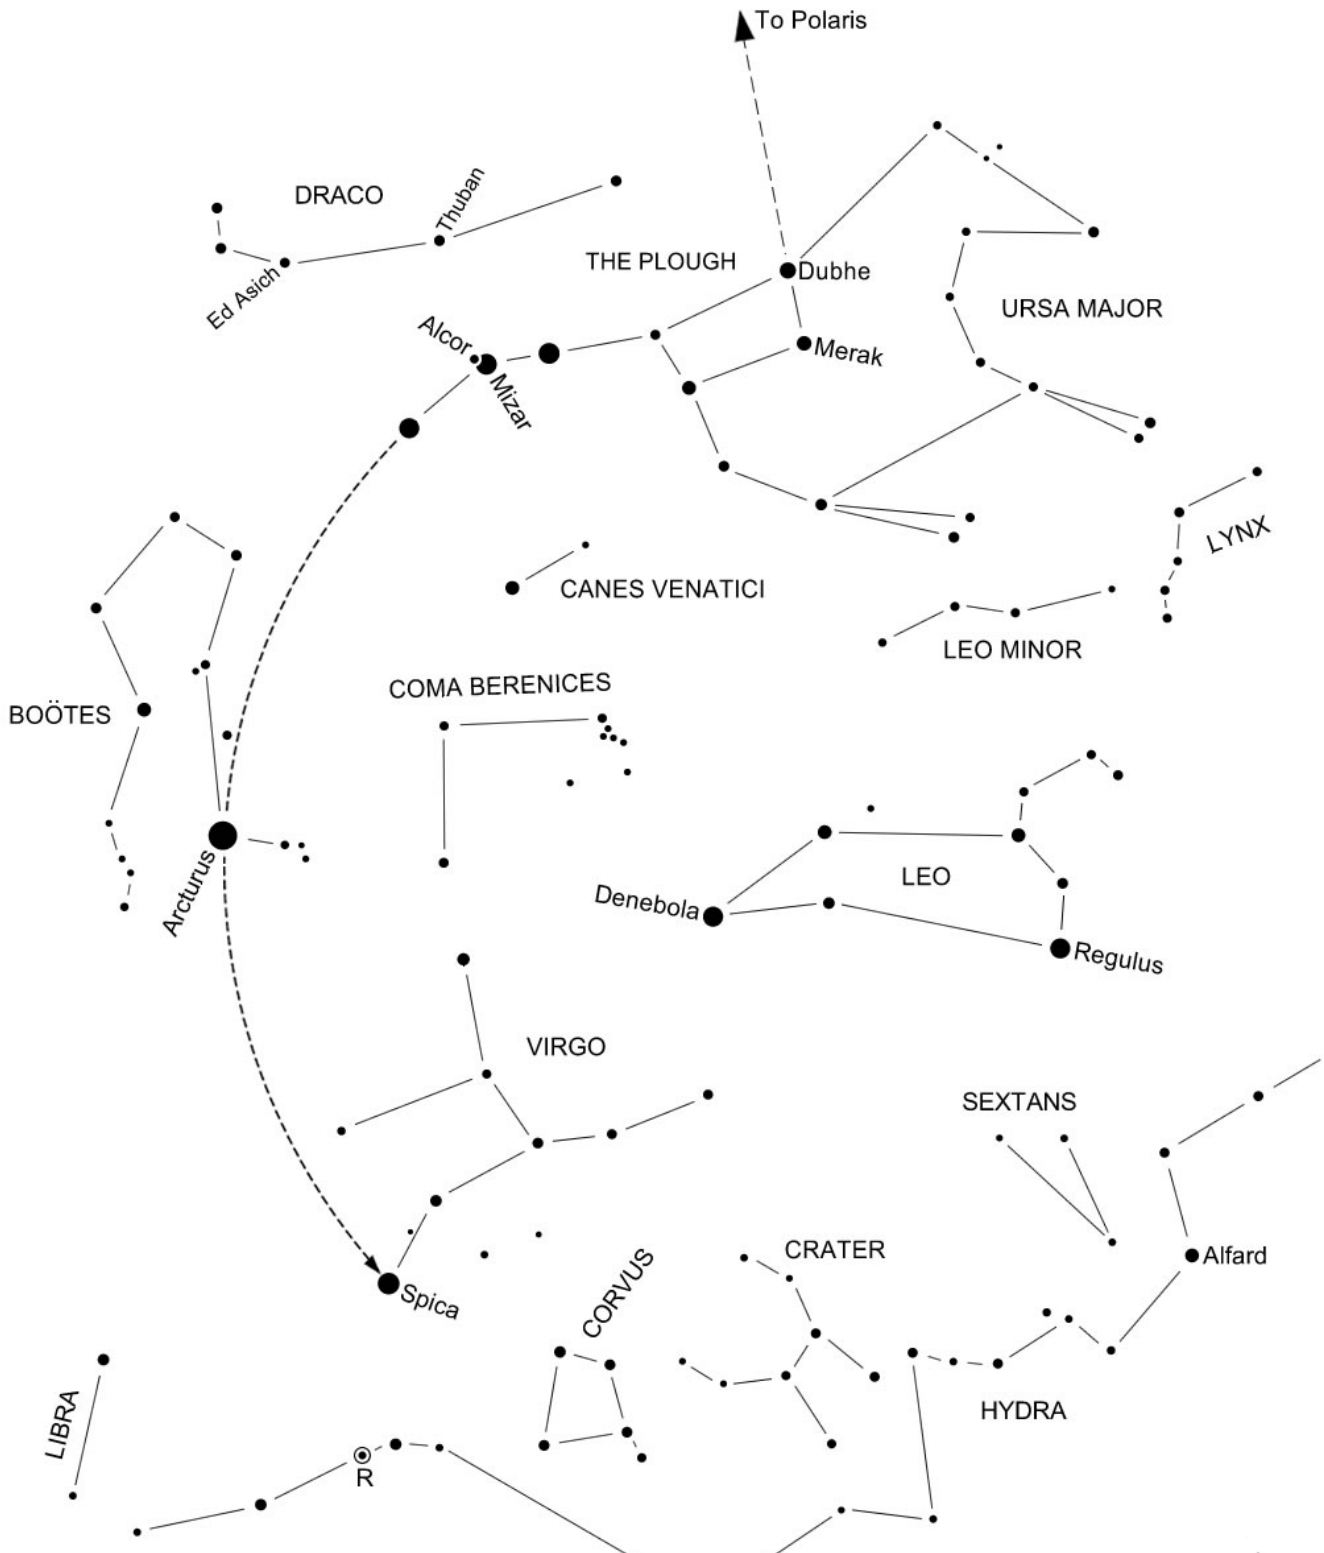 To Polaris
DRACO
Thuban
THE PLOUGH
Dubhe
Ed Asich
URSA MAJOR
Alcor
Merak
Mizar
LYNX
CANES VENATICI
LEO MINOR
COMA BERENICES
BOÖTES
LEO
Denebola
Arcturus
Regulus
VIRGO
SEXTANS
CRATER
Alfard
CORVUS
Spica
LIBRA
HYDRA
R